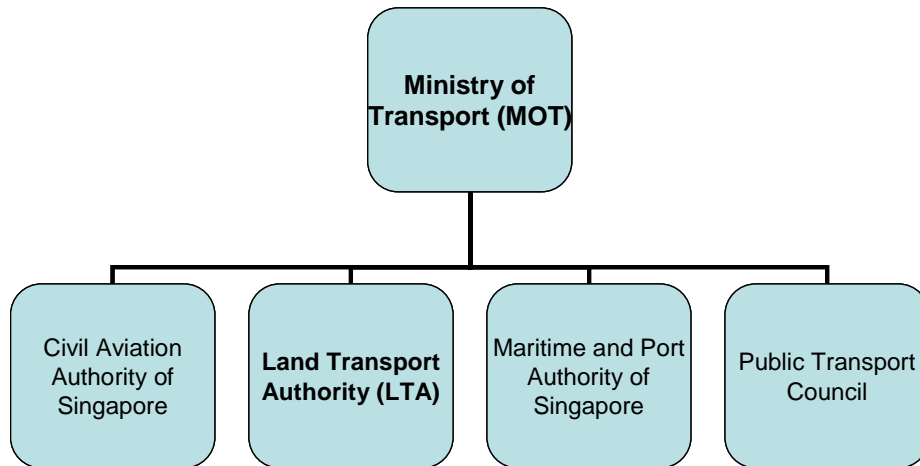 Ministry of
Transport (MOT)
Civil Aviation
Authority of
Singapore
Land Transport
Authority (LTA)
Maritime and Port
Authority of
Singapore
Public Transport
Council